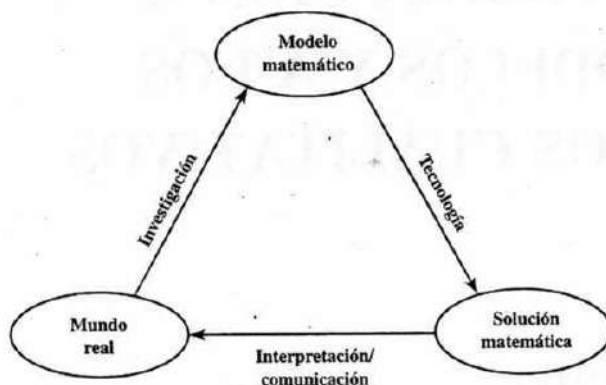 Modelo
matemático
Investigación
Tecnología
Mundo
real
Solución
matemática
Interpretación/
comunicación